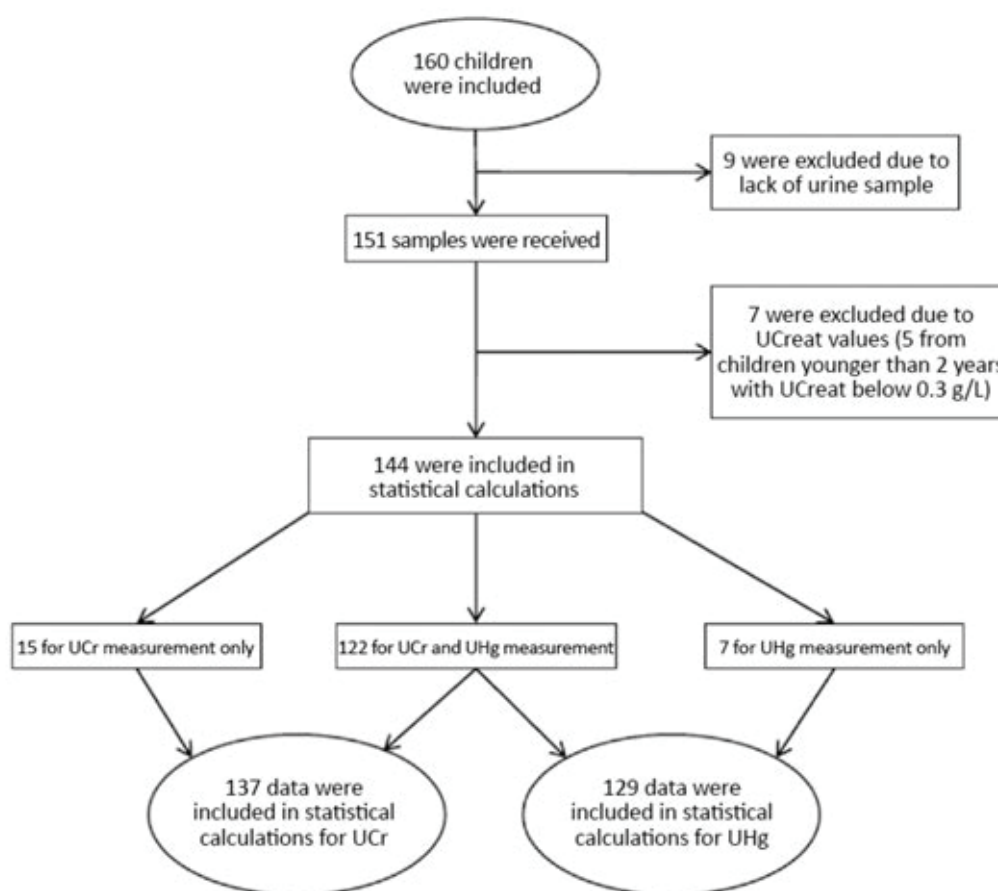 160 children
were included
9 were excluded due to
lack of urine sample
151 samples were received
7 were excluded due to
UCreat values (5 from
children younger than 2 years
with UCreat below 0.3 g/L)
144 were included in
statistical calculations
15 for UCr measurement only
122 for UCr and UHg measurement
7 for UHg measurement only
137 data were
included in statistical
calculations for UCr
129 data were
included in statistical
calculations for UHg